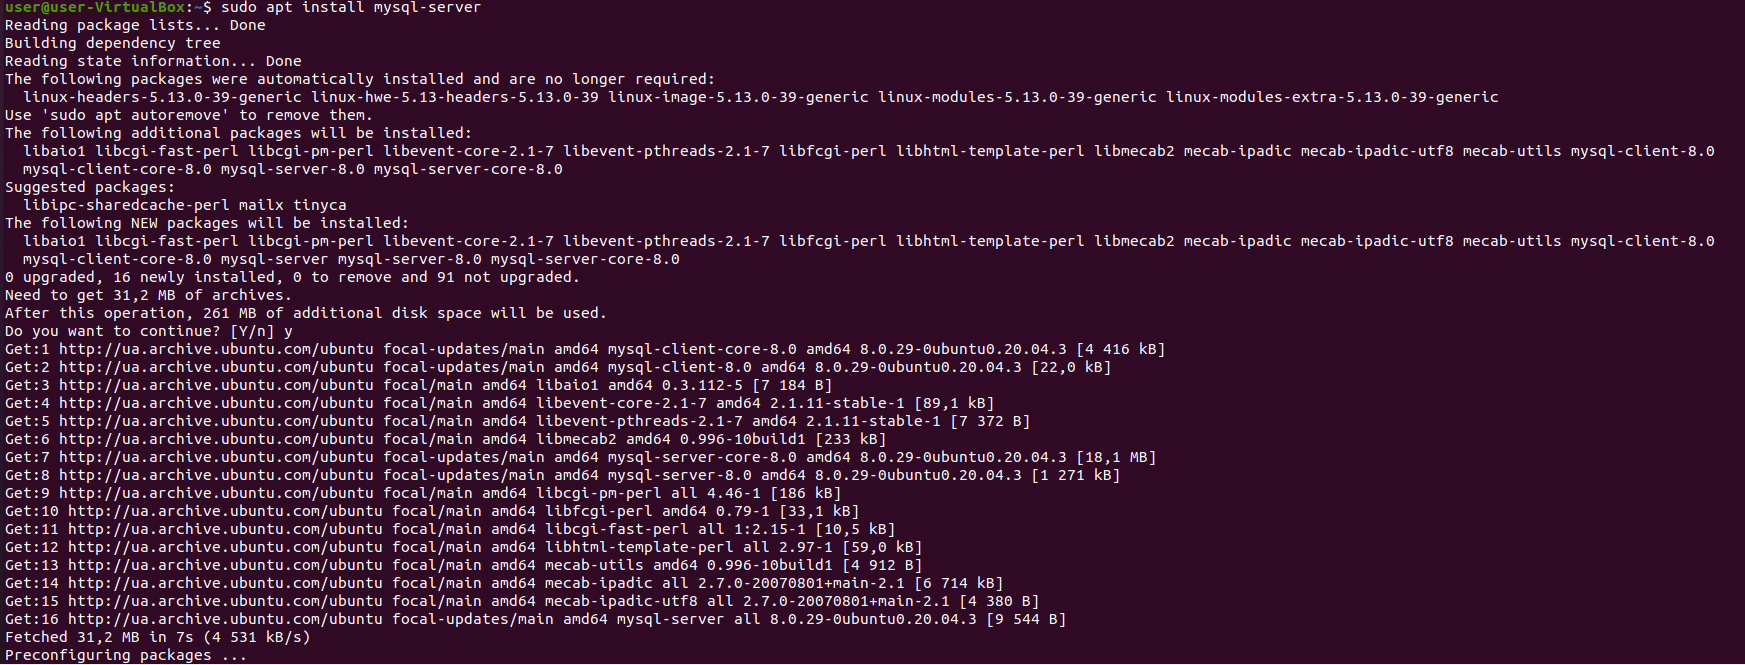 user@user-VirtualBox:~$ sudo apt install mysql-server
Reading package lists... Done
Building dependency tree
Reading state information... Done
The following packages were automatically installed and are no longer required:
  linux-headers-5.13.0-39-generic linux-hwe-5.13-headers-5.13.0-39 linux-image-5.13.0-39-generic linux-modules-5.13.0-39-generic linux-modules-extra-5.13.0-39-generic
Use 'sudo apt autoremove' to remove them.
The following additional packages will be installed:
  libaio1 libcgi-fast-perl libcgi-pm-perl libevent-core-2.1-7 libevent-pthreads-2.1-7 libfcgi-perl libhtml-template-perl libmecab2 mecab-ipadic mecab-ipadic-utf8 mecab-utils mysql-client-8.0
  mysql-client-core-8.0 mysql-server-8.0 mysql-server-core-8.0
Suggested packages:
  libipc-sharedcache-perl mailx tinyca
The following NEW packages will be installed:
  libaio1 libcgi-fast-perl libcgi-pm-perl libevent-core-2.1-7 libevent-pthreads-2.1-7 libfcgi-perl libhtml-template-perl libmecab2 mecab-ipadic mecab-ipadic-utf8 mecab-utils mysql-client-8.0
  mysql-client-core-8.0 mysql-server mysql-server-8.0 mysql-server-core-8.0
0 upgraded, 16 newly installed, 0 to remove and 91 not upgraded.
Need to get 31,2 MB of archives.
After this operation, 261 MB of additional disk space will be used.
Do you want to continue? [Y/n] y
Get:1 http://ua.archive.ubuntu.com/ubuntu focal-updates/main amd64 mysql-client-core-8.0 amd64 8.0.29-0ubuntu0.20.04.3 [4 416 kB]
Get:2 http://ua.archive.ubuntu.com/ubuntu focal-updates/main amd64 mysql-client-8.0 amd64 8.0.29-0ubuntu0.20.04.3 [22,0 kB]
Get:3 http://ua.archive.ubuntu.com/ubuntu focal/main amd64 libaio1 amd64 0.3.112-5 [7 184 B]
Get:4 http://ua.archive.ubuntu.com/ubuntu focal/main amd64 libevent-core-2.1-7 amd64 2.1.11-stable-1 [89,1 kB]
Get:5 http://ua.archive.ubuntu.com/ubuntu focal/main amd64 libevent-pthreads-2.1-7 amd64 2.1.11-stable-1 [7 372 B]
Get:6 http://ua.archive.ubuntu.com/ubuntu focal/main amd64 libmecab2 amd64 0.996-10build1 [233 kB]
Get:7 http://ua.archive.ubuntu.com/ubuntu focal-updates/main amd64 mysql-server-core-8.0 amd64 8.0.29-0ubuntu0.20.04.3 [18,1 MB]
Get:8 http://ua.archive.ubuntu.com/ubuntu focal-updates/main amd64 mysql-server-8.0 amd64 8.0.29-0ubuntu0.20.04.3 [1 271 kB]
Get:9 http://ua.archive.ubuntu.com/ubuntu focal/main amd64 libcgi-pm-perl all 4.46-1 [186 kB]
Get:10 http://ua.archive.ubuntu.com/ubuntu focal/main amd64 libfcgi-perl amd64 0.79-1 [33,1 kB]
Get:11 http://ua.archive.ubuntu.com/ubuntu focal/main amd64 libcgi-fast-perl all 1:2.15-1 [10,5 kB]
Get:12 http://ua.archive.ubuntu.com/ubuntu focal/main amd64 libhtml-template-perl all 2.97-1 [59,0 kB]
Get:13 http://ua.archive.ubuntu.com/ubuntu focal/main amd64 mecab-utils amd64 0.996-10build1 [4 912 B]
Get:14 http://ua.archive.ubuntu.com/ubuntu focal/main amd64 mecab-ipadic all 2.7.0-20070801+main-2.1 [6 714 kB]
Get:15 http://ua.archive.ubuntu.com/ubuntu focal/main amd64 mecab-ipadic-utf8 all 2.7.0-20070801+main-2.1 [4 380 B]
Get:16 http://ua.archive.ubuntu.com/ubuntu focal-updates/main amd64 mysql-server all 8.0.29-0ubuntu0.20.04.3 [9 544 B]
Fetched 31,2 MB in 7s (4 531 kB/s)
Preconfiguring packages ...